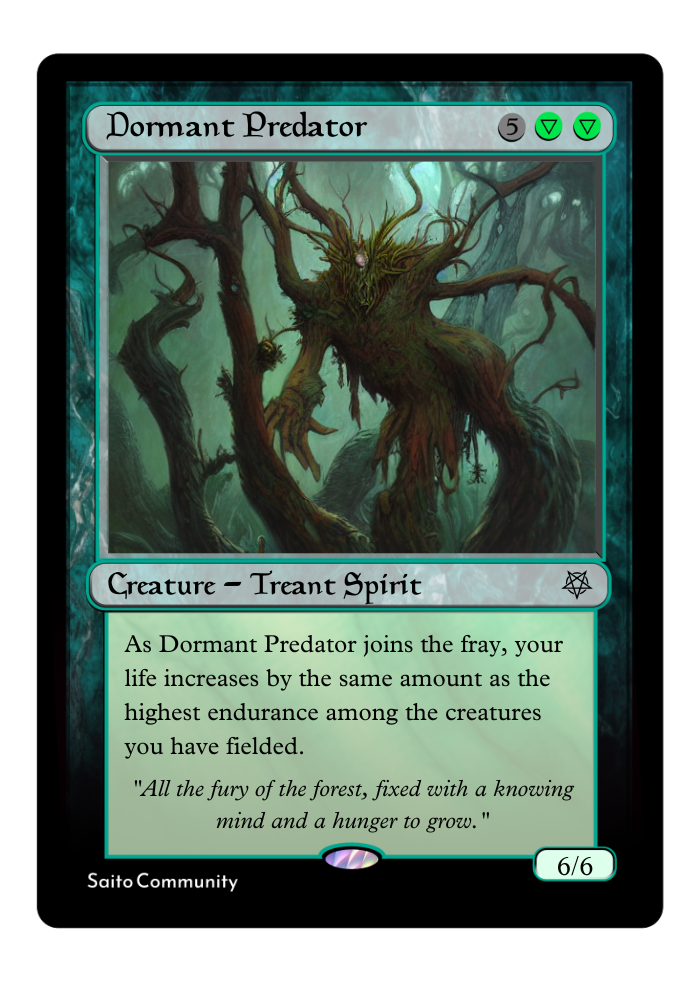 Dormant Predator 5
Creature – Treant Spirit
As Dormant Predator joins the fray, your
life increases by the same amount as the
highest endurance among the creatures
you have fielded.
"All the fury of the forest, fixed with a knowing
mind and a hunger to grow."
6/6
Saito Community